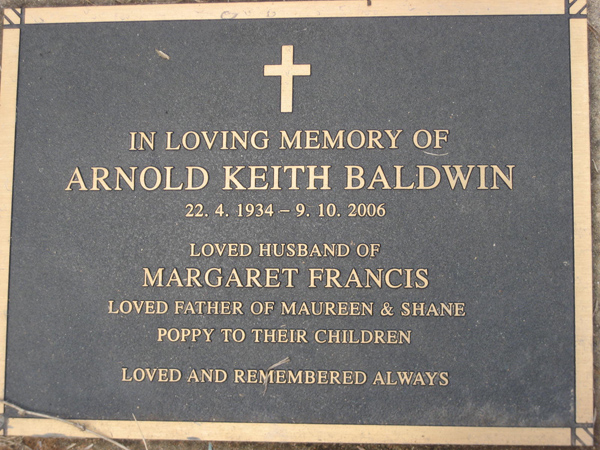 IN LOVING MEMORY OF
ARNOLD KEITH BALDWIN
22. 4. 1934 – 9. 10. 2006
LOVED HUSBAND OF
MARGARET FRANCIS
LOVED FATHER OF MAUREEN & SHANE
POPPY TO THEIR CHILDREN
LOVED AND REMEMBERED ALWAYS